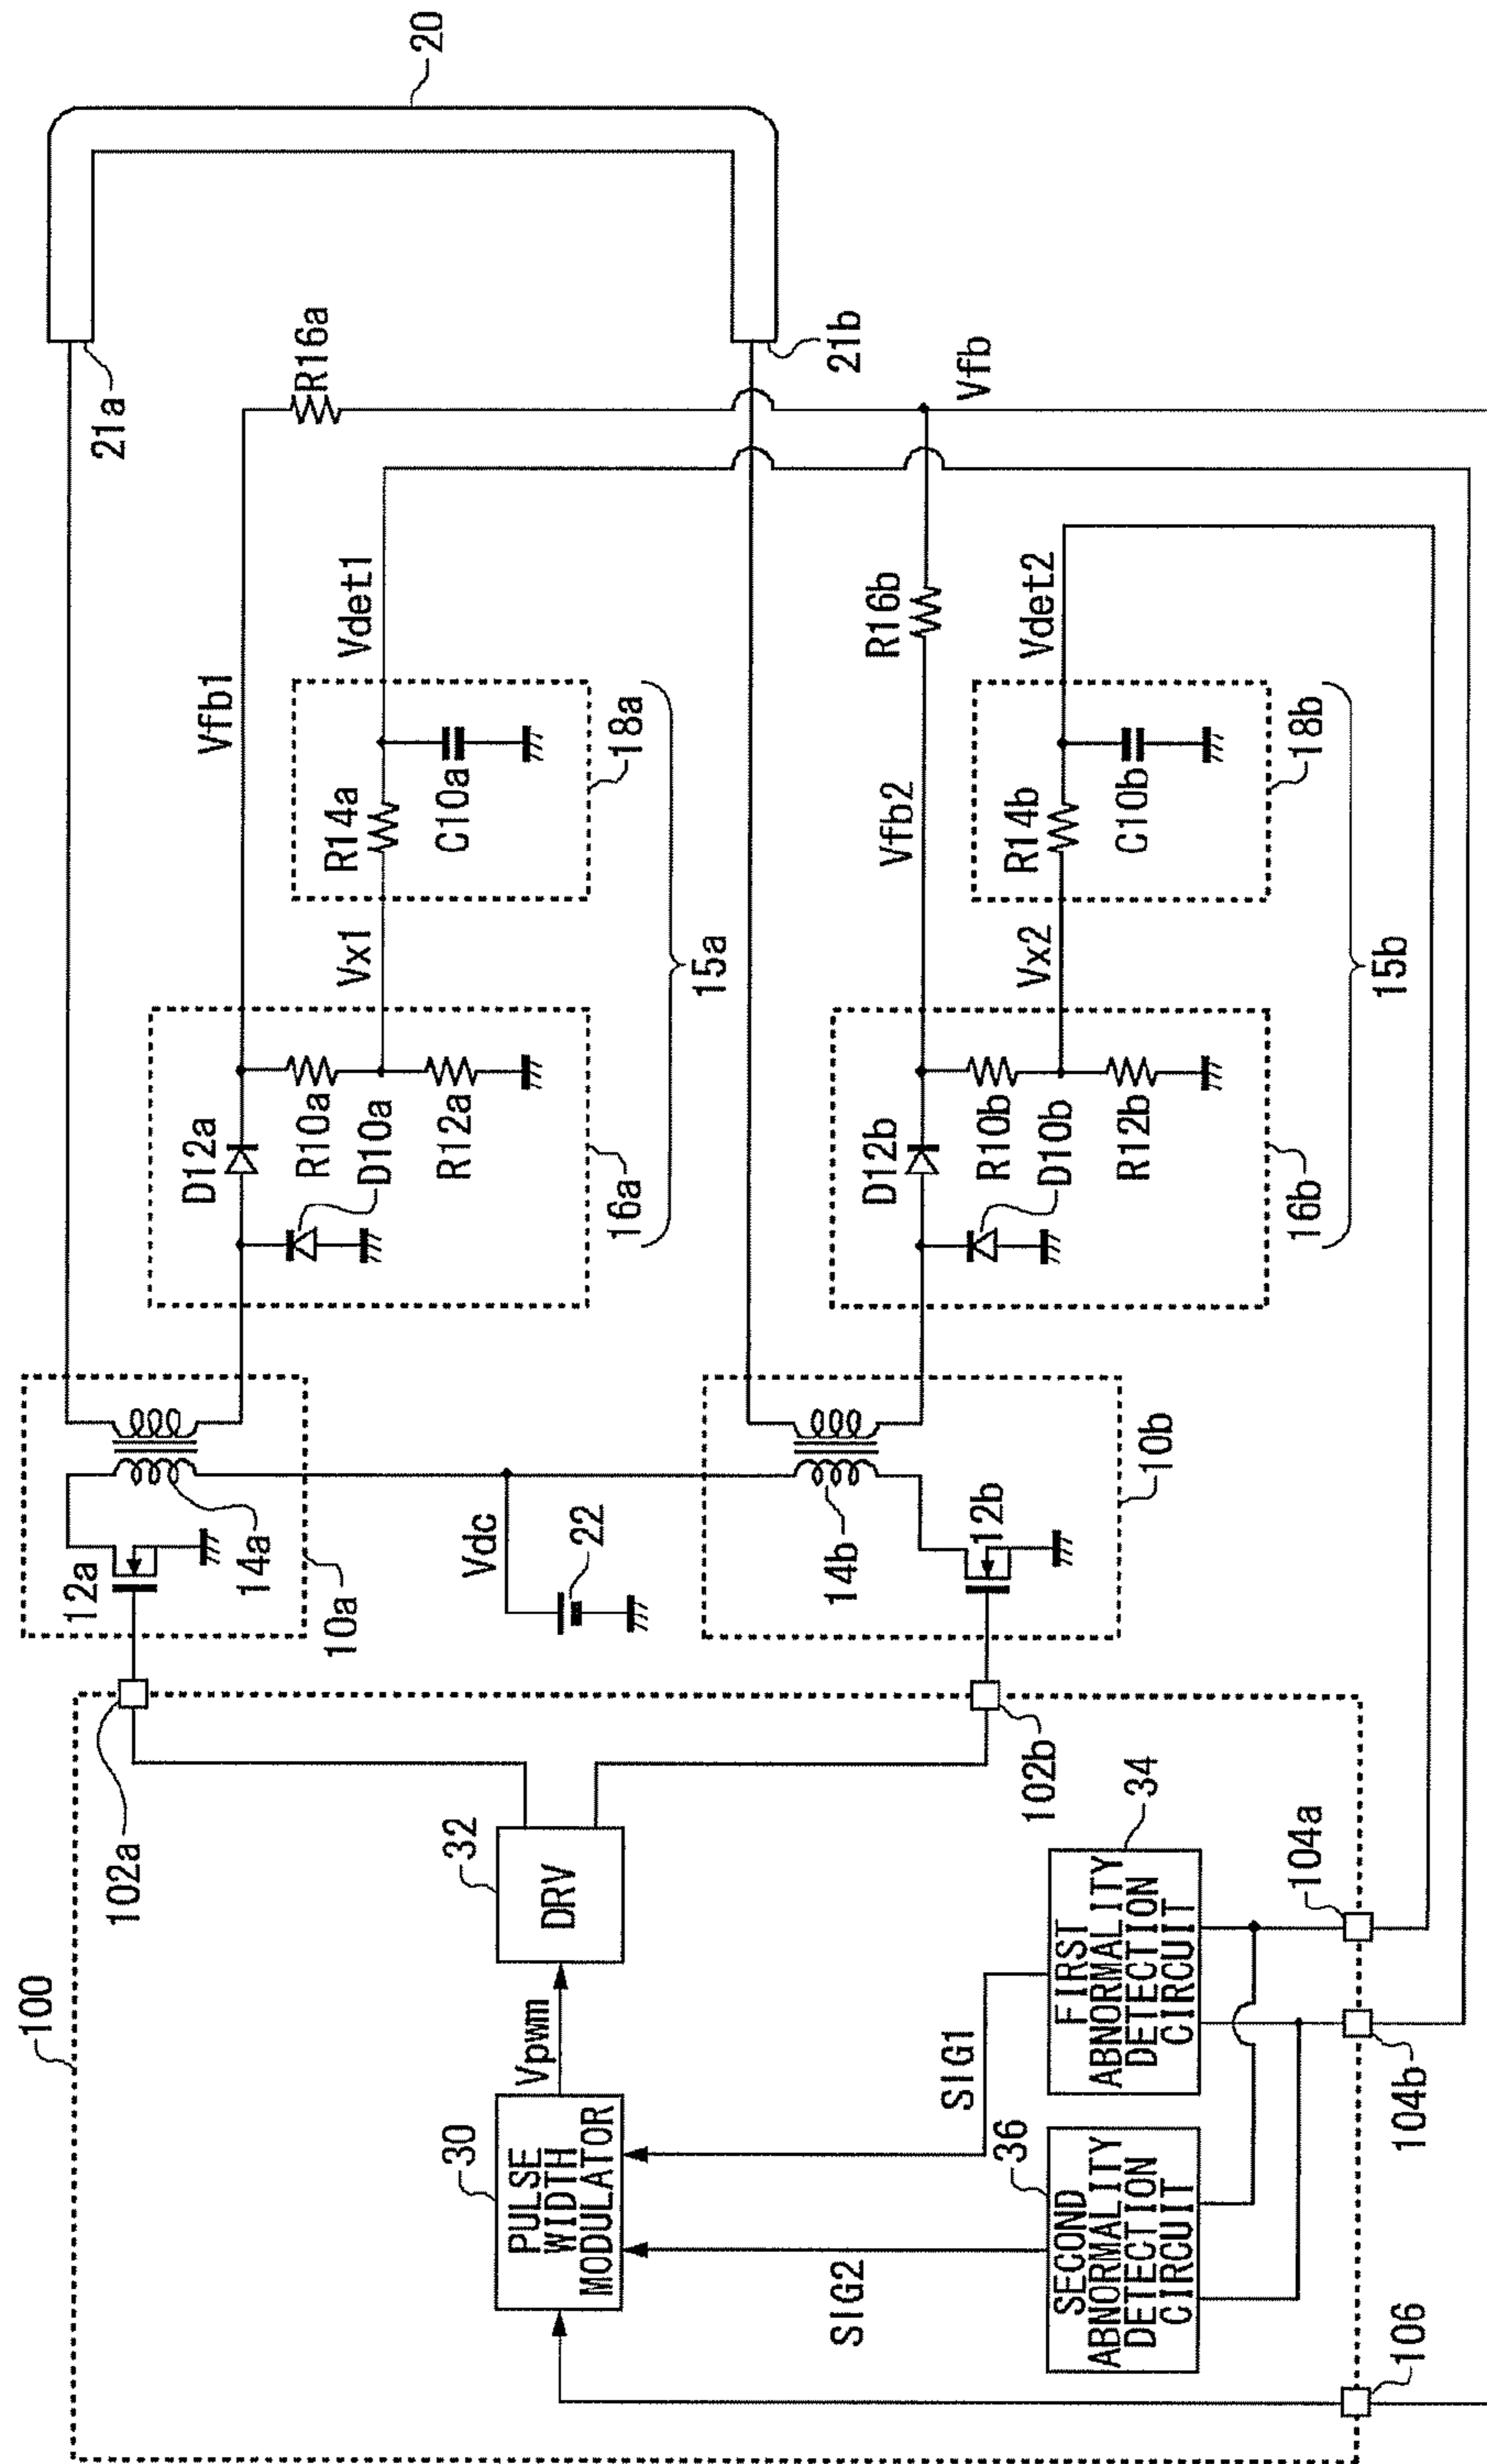 100
102a
30
PULSE
WIDTH
MODULATOR
Vpwm
32
DRV
102b
SIG1
SIG2
36
SECOND
ABNORMALITY
DETECTION
CIRCUIT
34
FIRST
ABNORMALITY
DETECTION
CIRCUIT
106
104b
104a
12a
14a
10a
Vdc
22
14b
12b
10b
D12a
R10a
D10a
R12a
16a
Vx1
15a
Vfb1
R14a
C10a
18a
Vdet1
R16a
21a
20
21b
D12b
R10b
D10b
R12b
16b
Vx2
15b
Vfb2
R14b
C10b
18b
R16b
Vdet2
Vfb